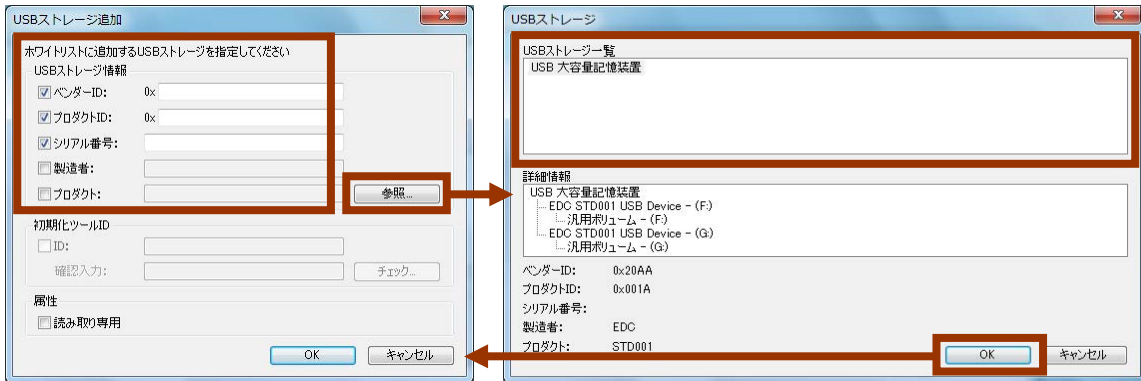 USBストレージ追加
ホワイトリストに追加するUSBストレージを指定してください
USBストレージ情報
ベンダーID: 0x
プロダクトID: 0x
シリアル番号:
製造者:
プロダクト:
参照...
初期化ツールID
ID:
確認入力:
チェック...
属性
読み取り専用
OK
キャンセル
USBストレージ
USBストレージ一覧
USB 大容量記憶装置
詳細情報
USB 大容量記憶装置
EDC STD001 USB Device - (F:)
汎用ボリューム - (F:)
EDC STD001 USB Device - (G:)
汎用ボリューム - (G:)
ベンダーID: 0x20AA
プロダクトID: 0x001A
シリアル番号:
製造者: EDC
プロダクト: STD001
OK
キャンセル